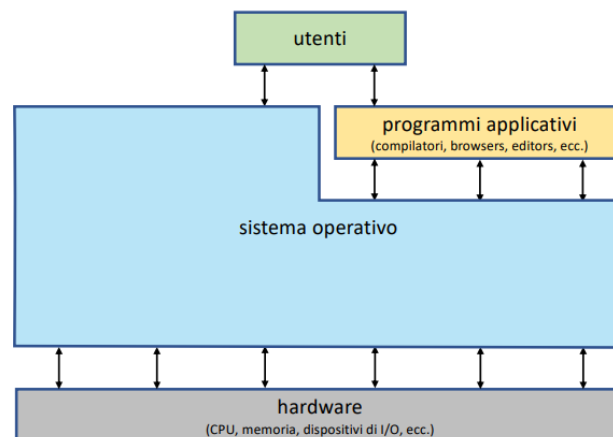 utenti
programmi applicativi
(compilatori, browsers, editors, ecc.)
sistema operativo
hardware
(CPU, memoria, dispositivi di I/O, ecc.)